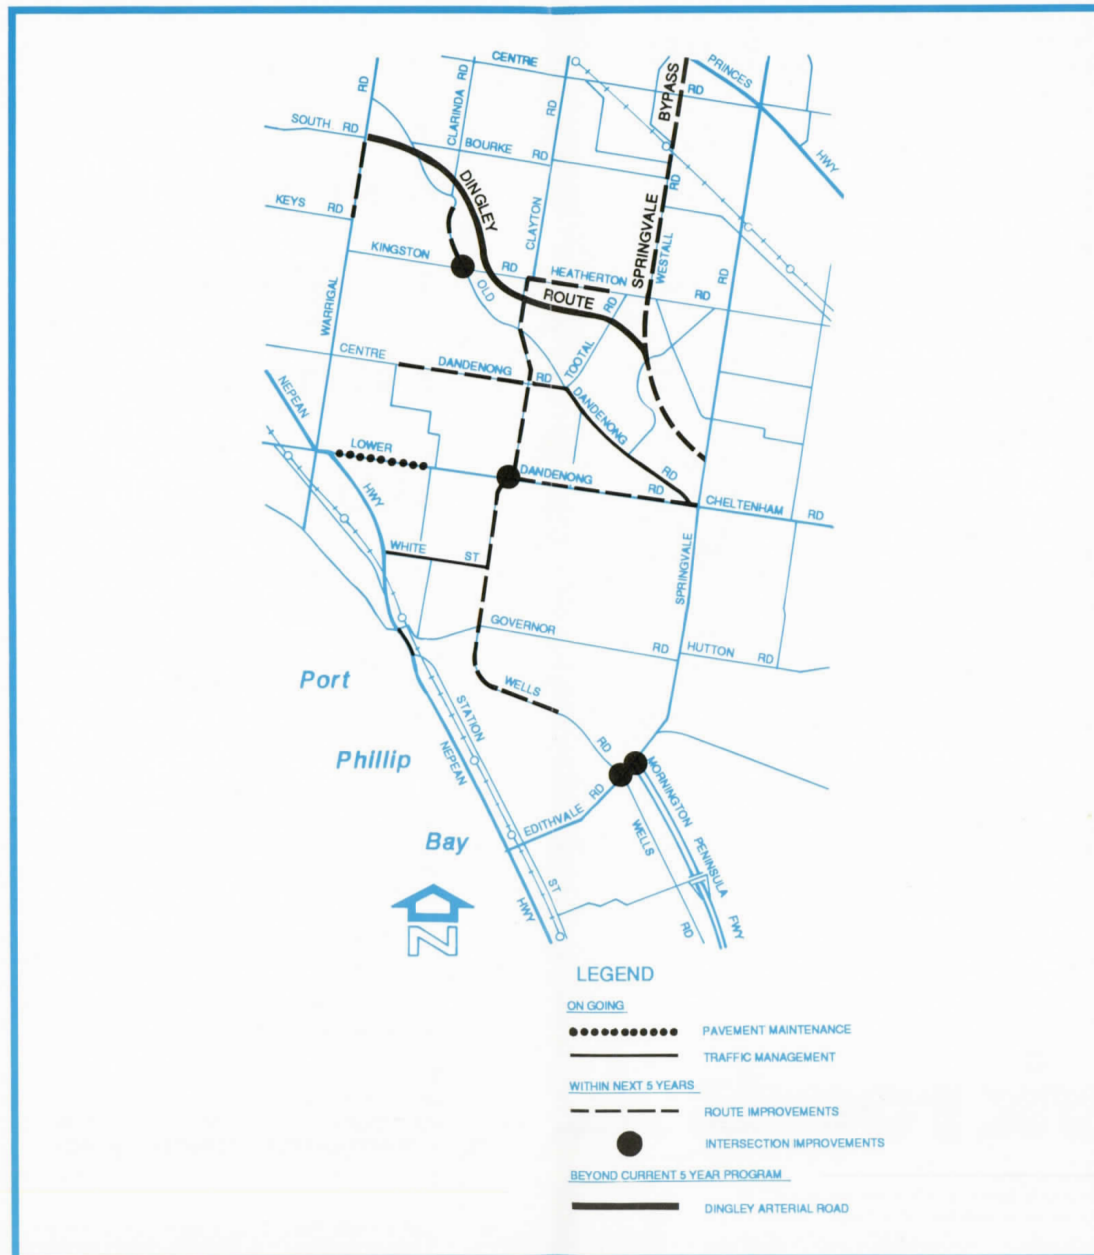 CENTRE RD
PRINCES HWY
BYPASS
RD
CLARINDA RD
RD
SOUTH RD
BOURKE RD
RD
KEYS RD
DINGLEY
CLAYTON
SPRINGVALE
WESTALL
KINGSTON RD
HEATHERTON RD
RD
OLD
ROUTE
RD
WARRIGAL
TOOTAL
CENTRE
DANDENONG RD
NEPEAN
DANDENONG
RD
LOWER
DANDENONG RD
CHELTENHAM RD
HWY
WHITE ST
SPRINGVALE
GOVERNOR RD
HUTTON RD
Port
WELLS
STATION
RD
Phillip
NEPEAN
MORNINGTON
EDITHVALE RD
WELLS
PENINSULA
Bay
ST
HWY
RD
FWY
N
LEGEND
ON GOING
PAVEMENT MAINTENANCE
TRAFFIC MANAGEMENT
WITHIN NEXT 5 YEARS
ROUTE IMPROVEMENTS
INTERSECTION IMPROVEMENTS
BEYOND CURRENT 5 YEAR PROGRAM
DINGLEY ARTERIAL ROAD